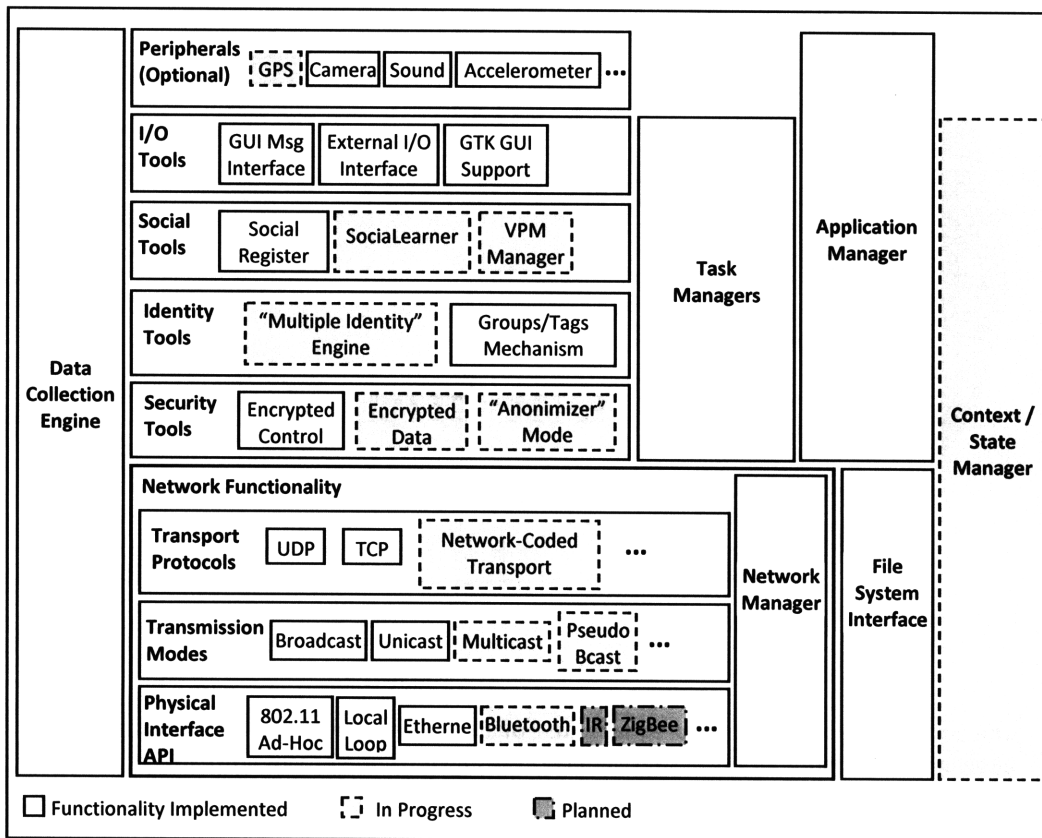 Peripherals
(Optional)
GPS
Camera
Sound
Accelerometer
...
I/O
Tools
GUI Msg
Interface
External I/O
Interface
GTK GUI
Support
Social
Tools
Social
Register
SociaLearner
VPM
Manager
Identity
Tools
“Multiple Identity”
Engine
Groups/Tags
Mechanism
Security
Tools
Encrypted
Control
Encrypted
Data
“Anonimizer”
Mode
Data
Collection
Engine
Task
Managers
Application
Manager
Context /
State
Manager
Network Functionality
Transport
Protocols
UDP
TCP
Network-Coded
Transport
...
Transmission
Modes
Broadcast
Unicast
Multicast
Pseudo
Bcast
...
Physical
Interface
API
802.11
Ad-Hoc
Local
Loop
Etherne
Bluetooth
IR
ZigBee
...
Network
Manager
File
System
Interface
Functionality Implemented
In Progress
Planned